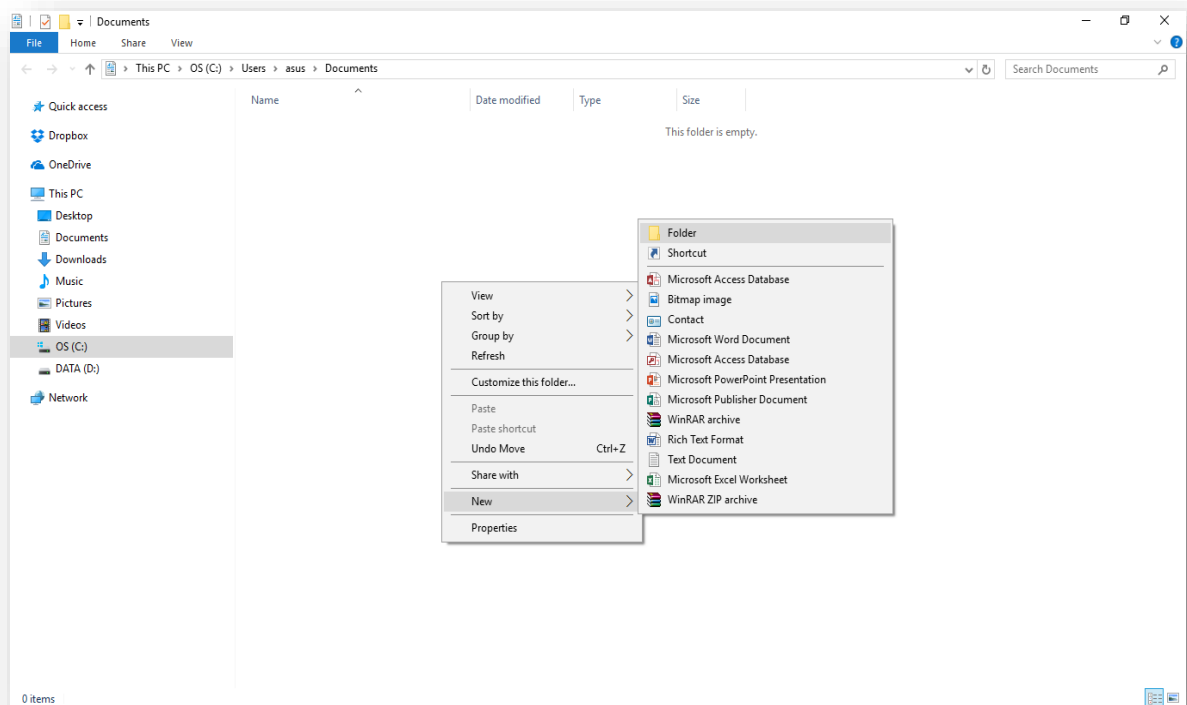 Documents
File Home Share View
This PC > OS (C:) > Users > asus > Documents
Search Documents
Quick access
Dropbox
OneDrive
This PC
Desktop
Documents
Downloads
Music
Pictures
Videos
OS (C:)
DATA (D:)
Network
Name Date modified Type Size
This folder is empty.
View
Sort by
Group by
Refresh
Customize this folder...
Paste
Paste shortcut
Undo Move Ctrl+Z
Share with
New
Properties
Folder
Shortcut
Microsoft Access Database
Bitmap image
Contact
Microsoft Word Document
Microsoft Access Database
Microsoft PowerPoint Presentation
Microsoft Publisher Document
WinRAR archive
Rich Text Format
Text Document
Microsoft Excel Worksheet
WinRAR ZIP archive
0 items